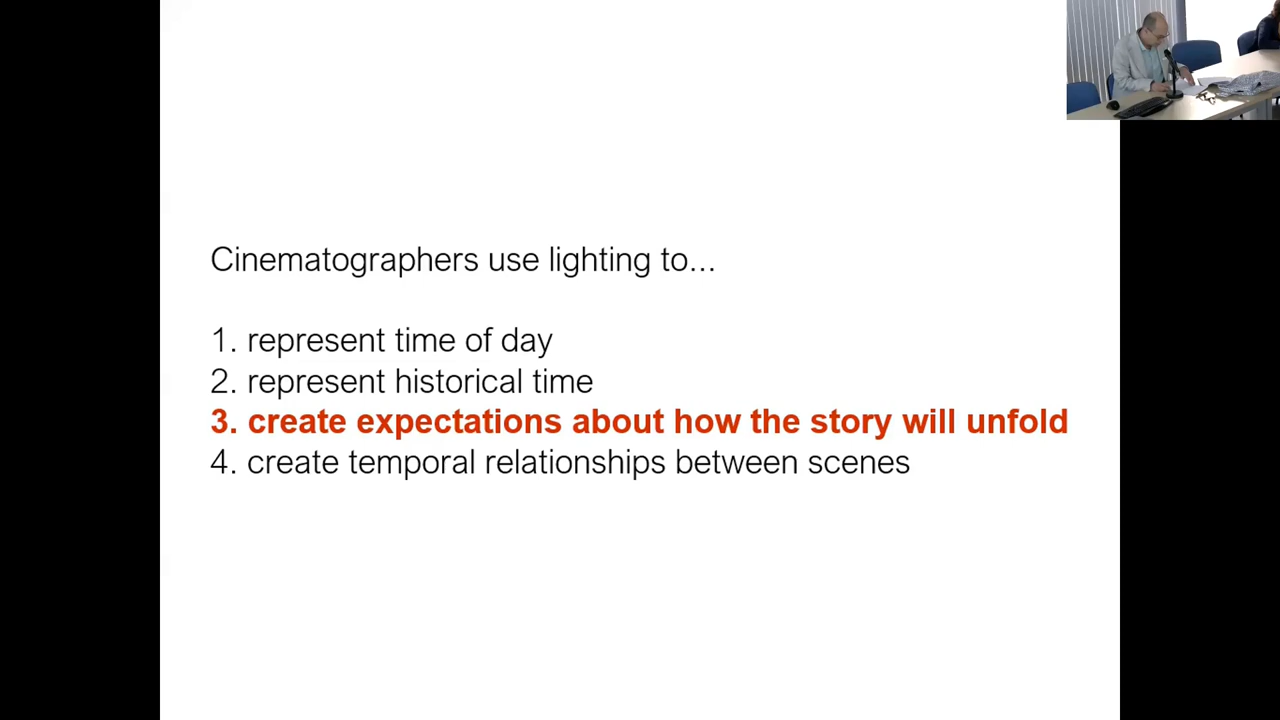 Cinematographers use lighting to...
1. represent time of day
2. represent historical time
3. create expectations about how the story will unfold
4. create temporal relationships between scenes